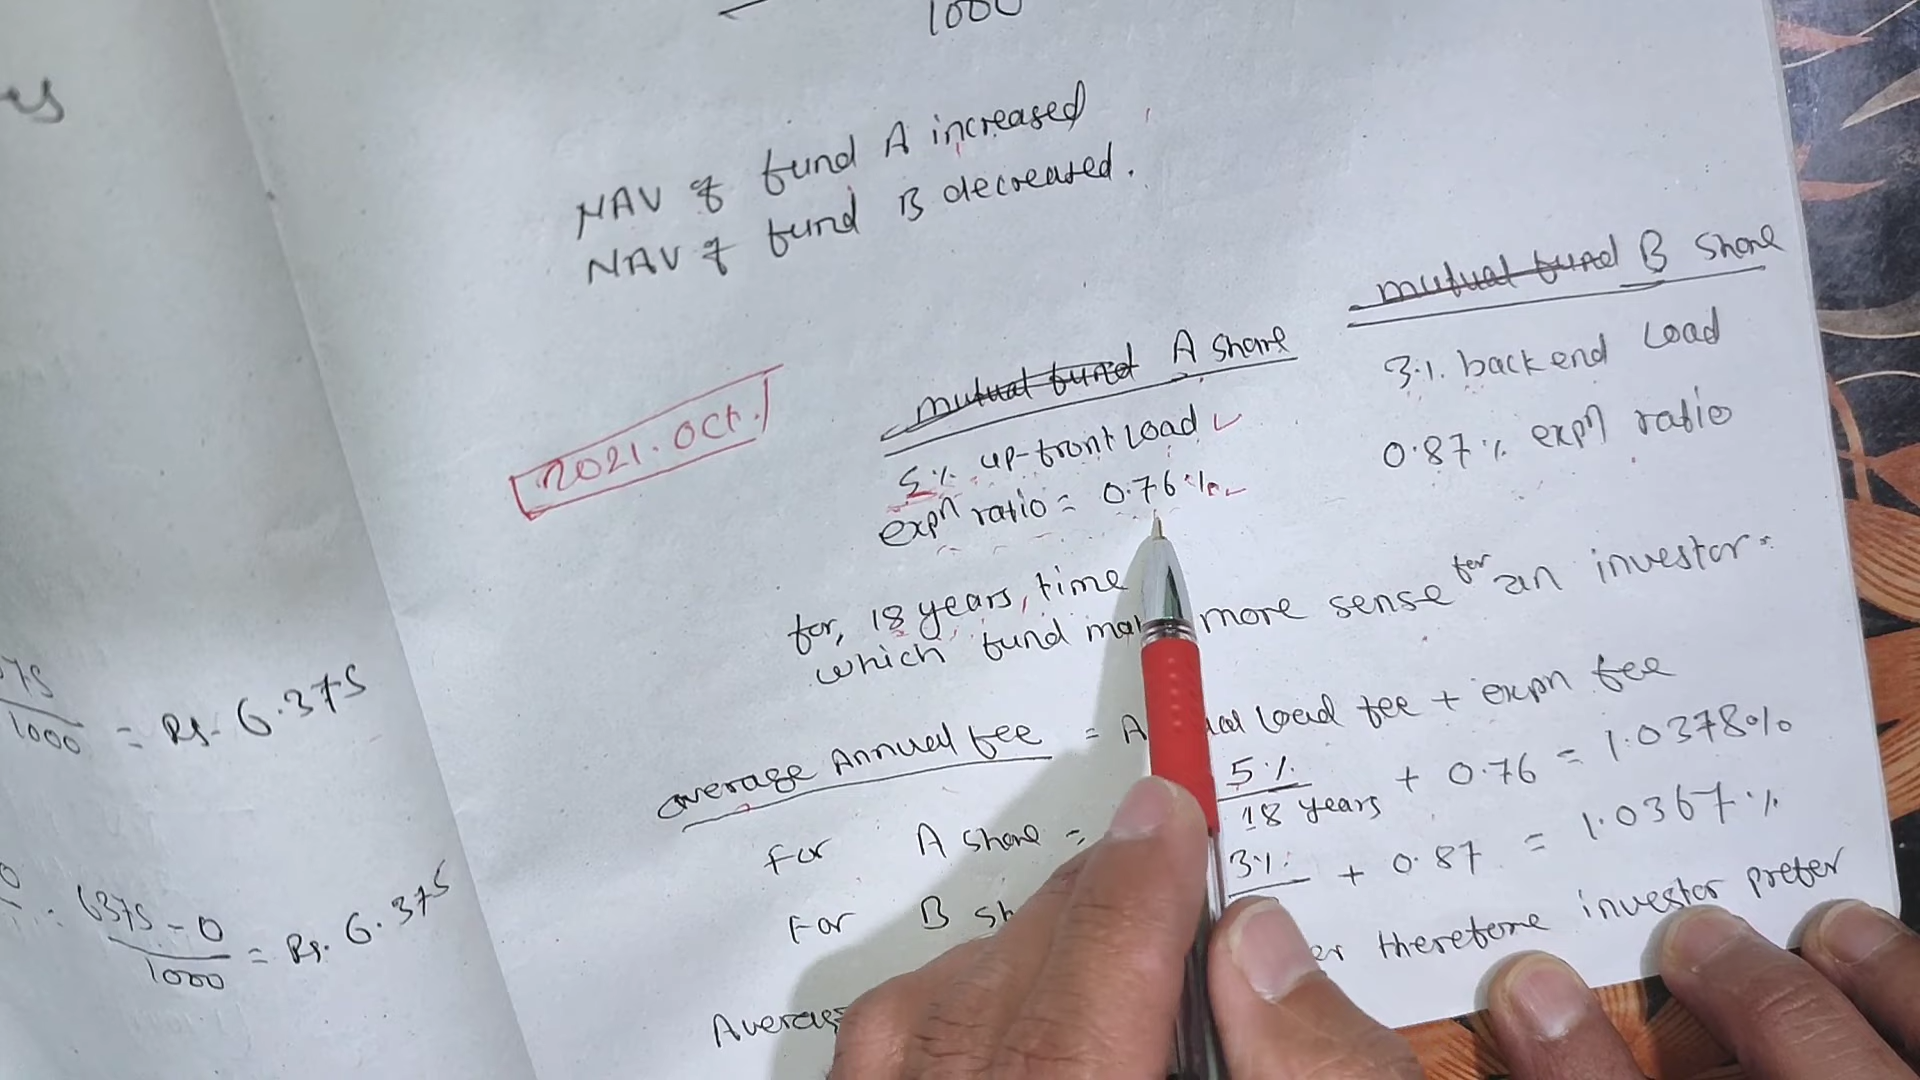 1000
NAV of fund A increased
NAV of fund B decreased.
2021. Oct.
mutual fund A share
5% up-front Load
expn ratio = 0.76%
mutual fund B share
3% back end Load
0.87% expn ratio
for, 18 years, time
which fund more sense for an investor
average Annual fee = Load fee + expn fee
For A share = 5% / 18 years + 0.76 = 1.0378%
For B 3% + 0.87 = 1.0367%
therefore investor prefer
1000 = Rs. 6.375
6375 - 0 / 1000 = Rs. 6.375